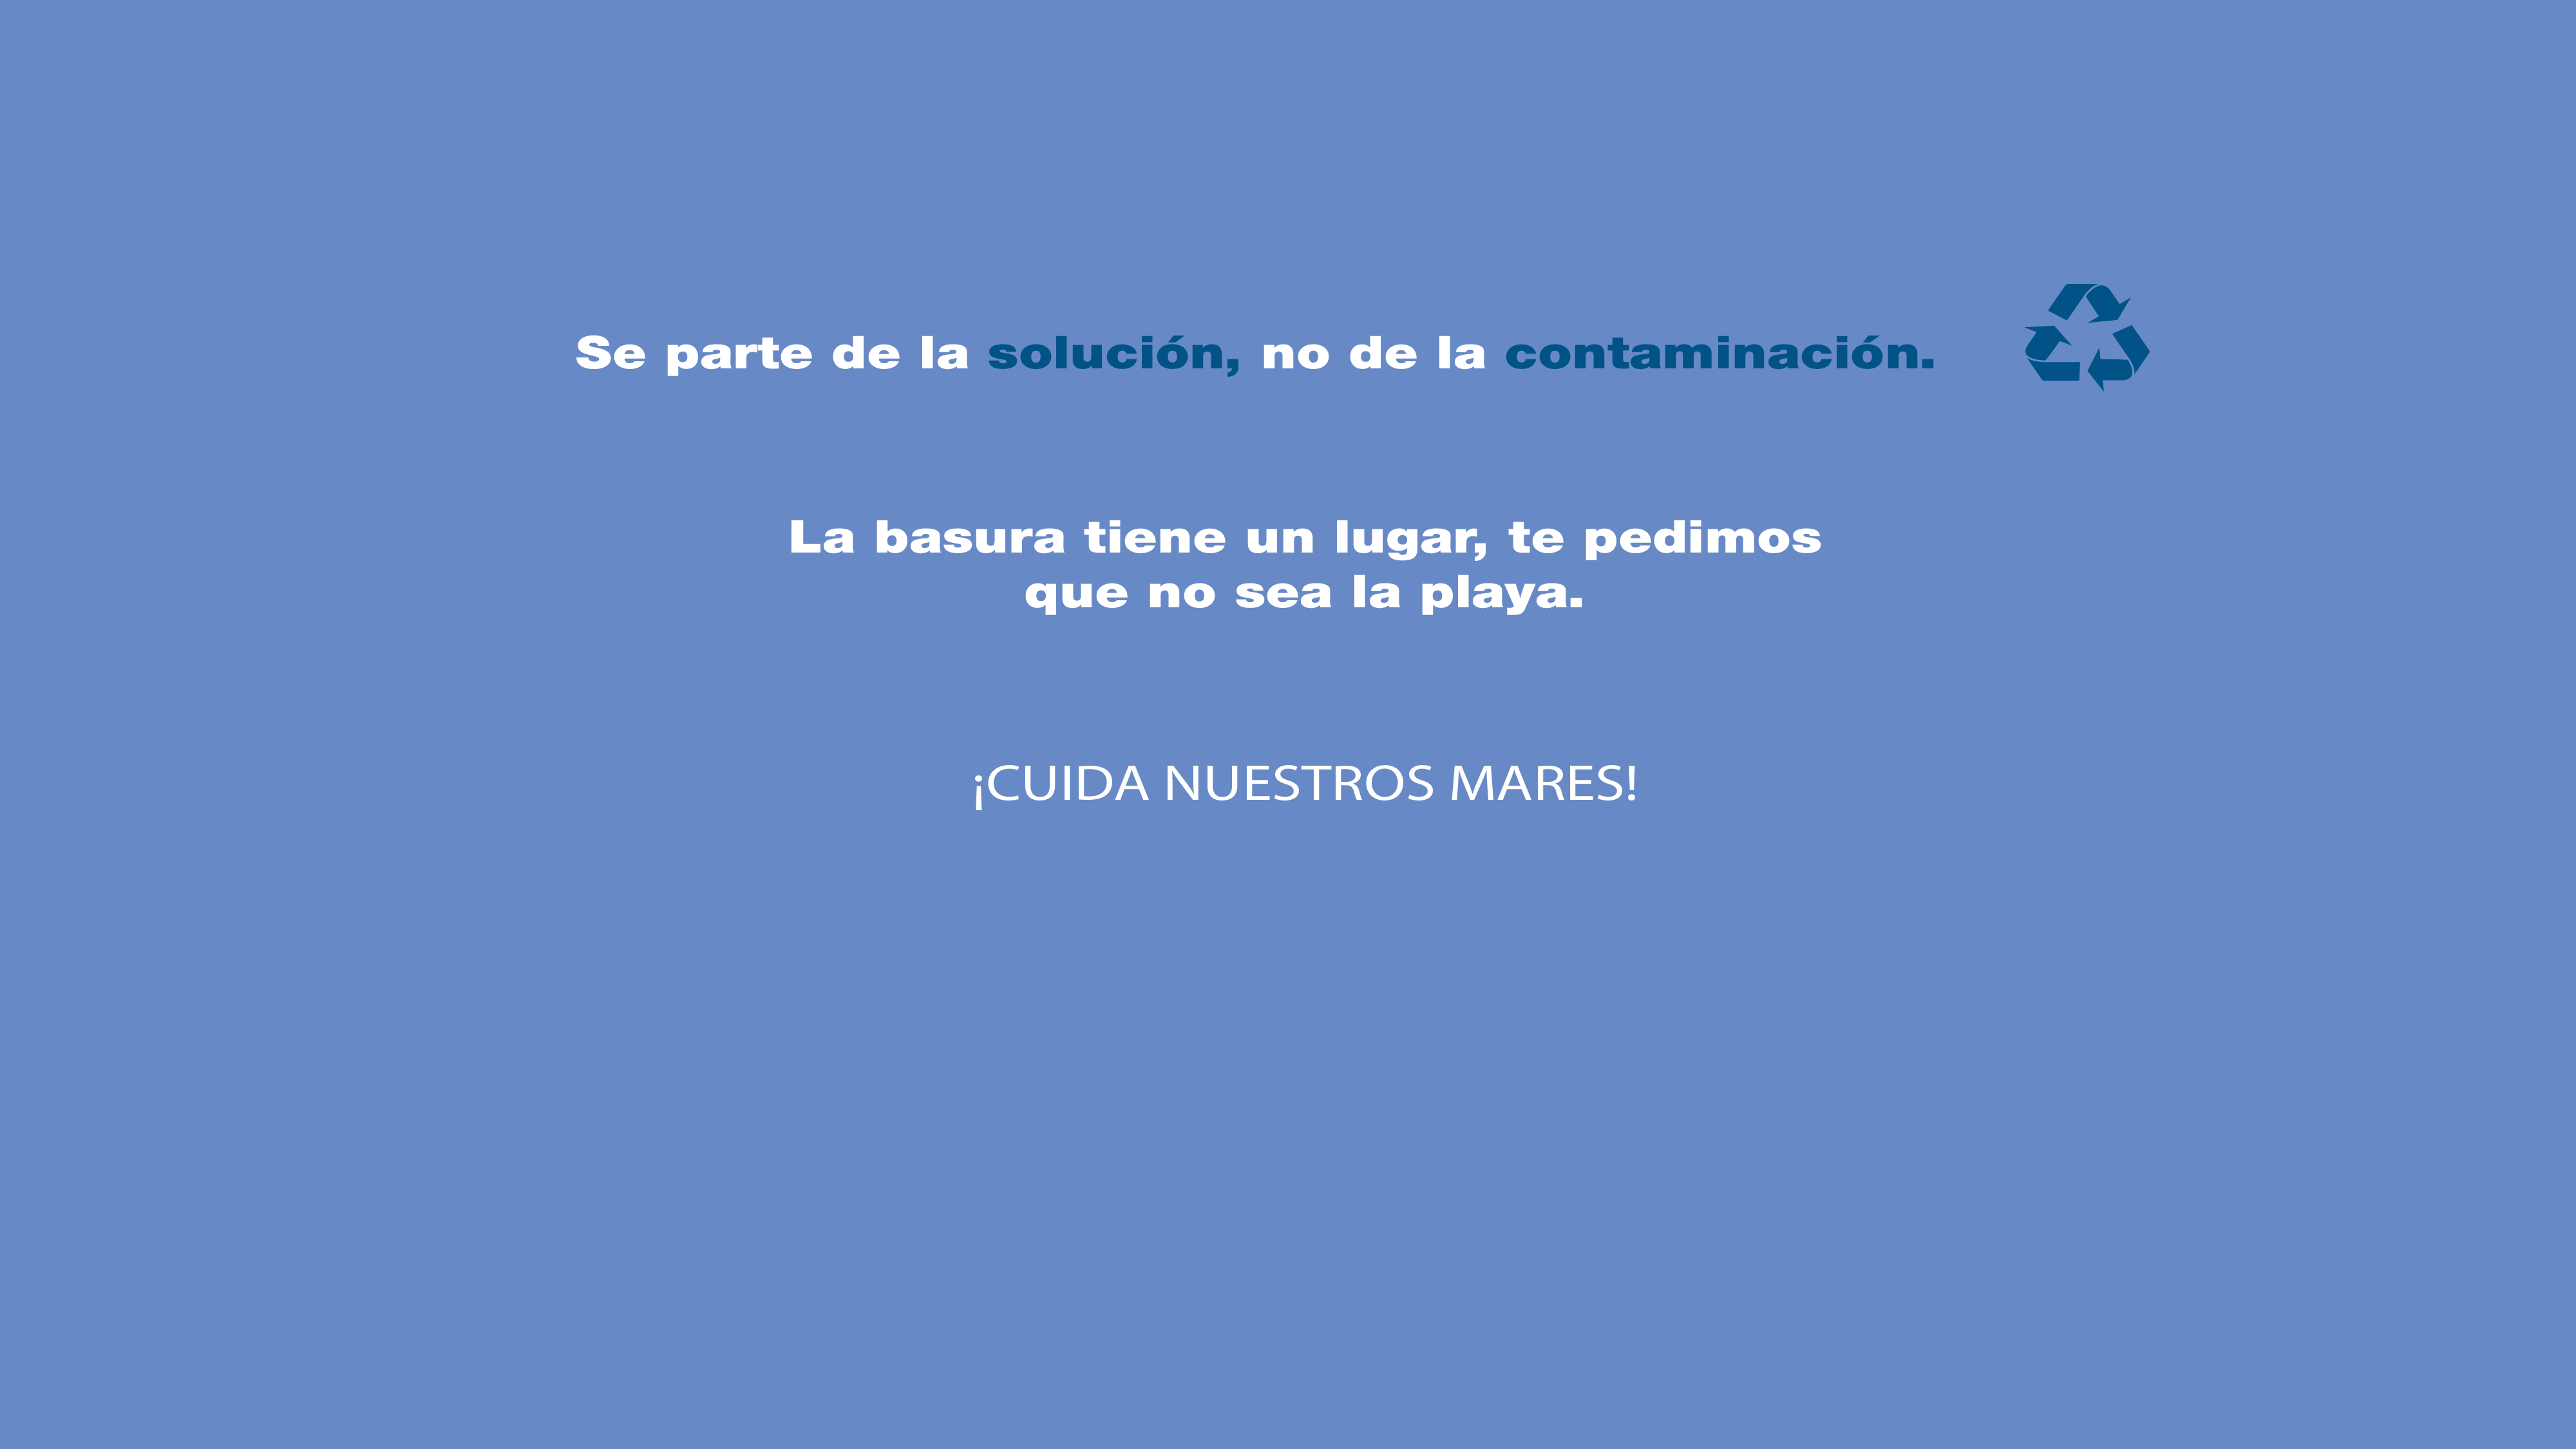 Se parte de la solución, no de la contaminación.
La basura tiene un lugar, te pedimos
que no sea la playa.
¡CUIDA NUESTROS MARES!